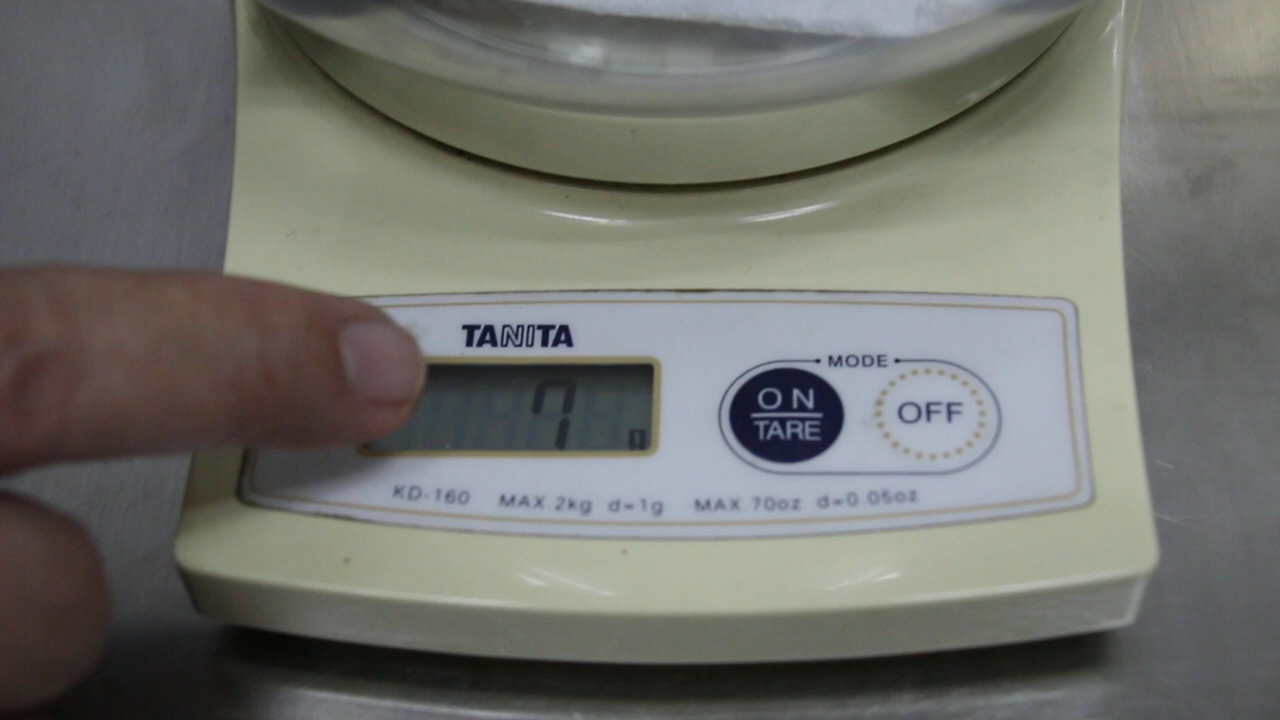 TANITA
MODE
7 g
ON
TARE
OFF
KD-160 MAX 2kg d=1g MAX 70oz d=0.05oz